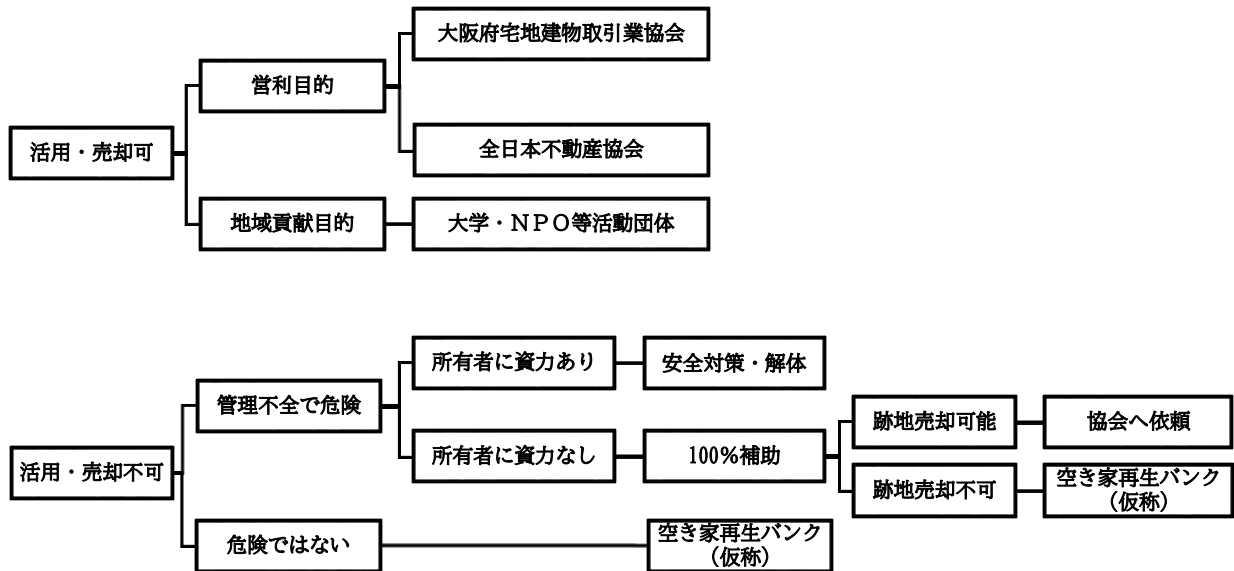 大阪府宅地建物取引業協会
営利目的
全日本不動産協会
活用・売却可
地域貢献目的
大学・ＮＰＯ等活動団体
所有者に資力あり
安全対策・解体
管理不全で危険
所有者に資力なし
100％補助
跡地売却可能
協会へ依頼
活用・売却不可
跡地売却不可
空き家再生バンク
（仮称）
危険ではない
空き家再生バンク
（仮称）